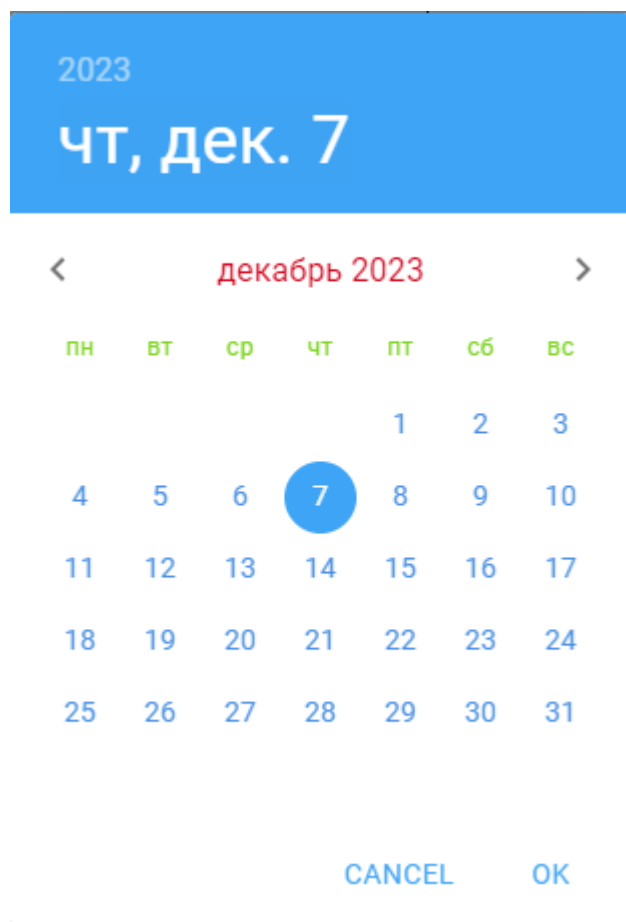 2023
чт, дек. 7
декабрь 2023
пн вт ср чт пт сб вс
1 2 3
4 5 6 7 8 9 10
11 12 13 14 15 16 17
18 19 20 21 22 23 24
25 26 27 28 29 30 31
CANCEL OK